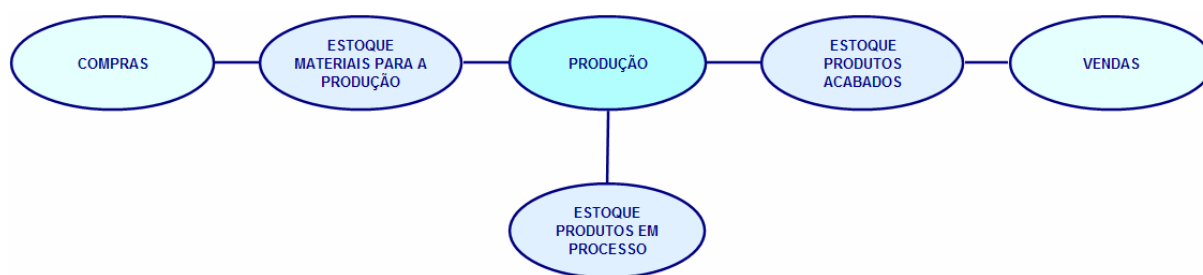 COMPRAS
ESTOQUE
MATERIAIS PARA A
PRODUÇÃO
PRODUÇÃO
ESTOQUE
PRODUTOS
ACABADOS
VENDAS
ESTOQUE
PRODUTOS EM
PROCESSO